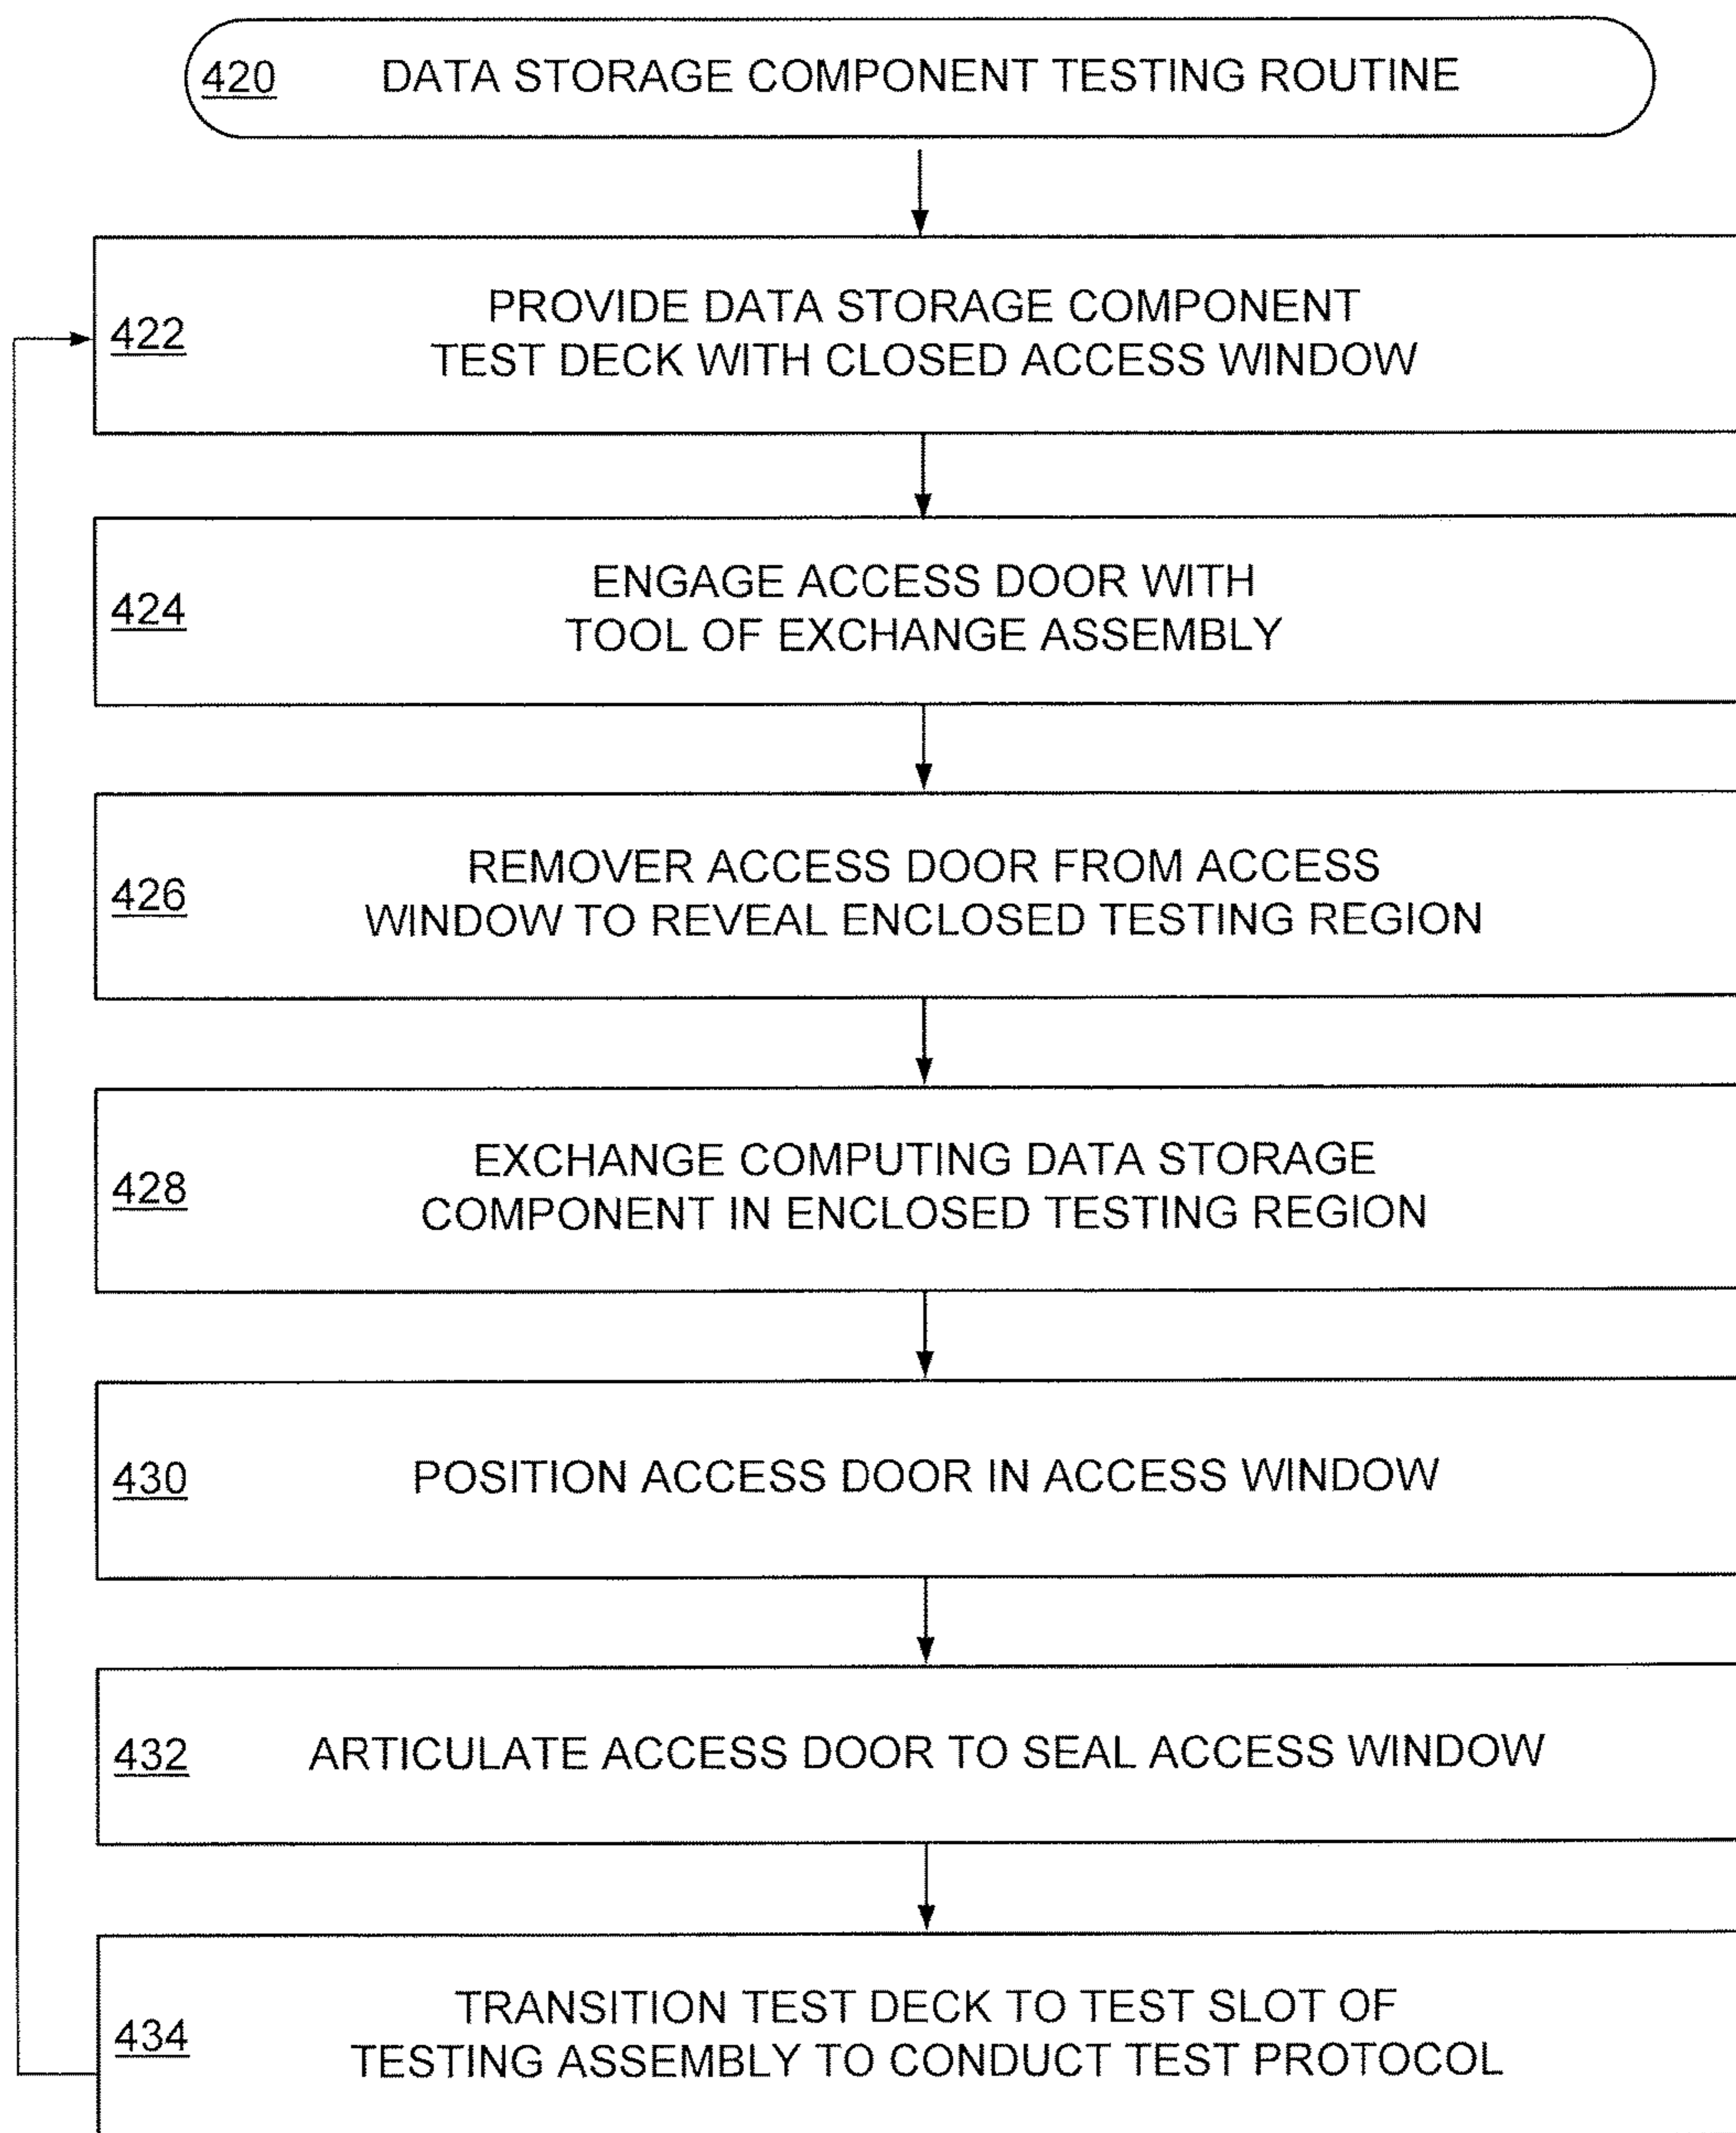 420 DATA STORAGE COMPONENT TESTING ROUTINE
422
PROVIDE DATA STORAGE COMPONENT
TEST DECK WITH CLOSED ACCESS WINDOW
424
ENGAGE ACCESS DOOR WITH
TOOL OF EXCHANGE ASSEMBLY
426
REMOVER ACCESS DOOR FROM ACCESS
WINDOW TO REVEAL ENCLOSED TESTING REGION
428
EXCHANGE COMPUTING DATA STORAGE
COMPONENT IN ENCLOSED TESTING REGION
430 POSITION ACCESS DOOR IN ACCESS WINDOW
432 ARTICULATE ACCESS DOOR TO SEAL ACCESS WINDOW
434
TRANSITION TEST DECK TO TEST SLOT OF
TESTING ASSEMBLY TO CONDUCT TEST PROTOCOL